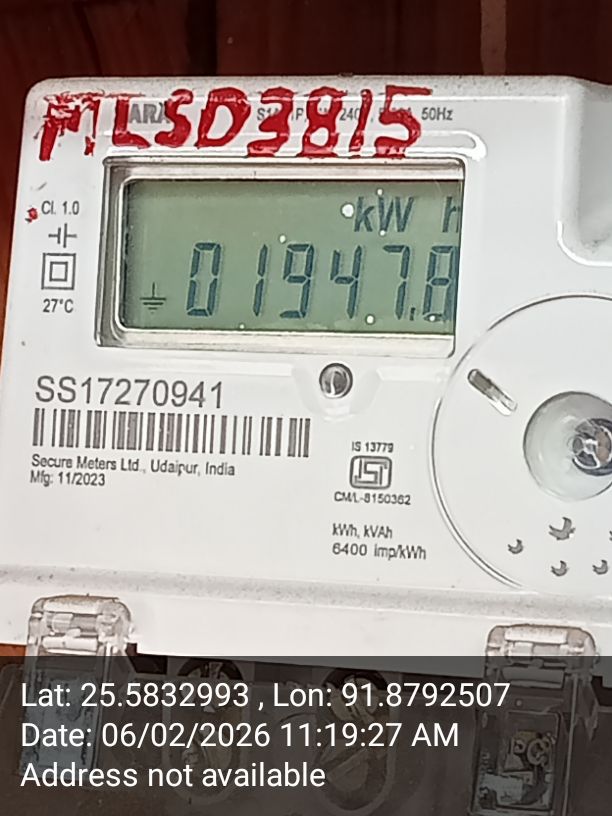 MLSD3815
50Hz
Cl. 1.0
kW h
01947.8
27°C
SS17270941
Secure Meters Ltd., Udaipur, India
Mfg: 11/2023
IS 13779
CM/L-8150362
kWh, kVAh
6400 imp/kWh
Lat: 25.5832993 , Lon: 91.8792507
Date: 06/02/2026 11:19:27 AM
Address not available